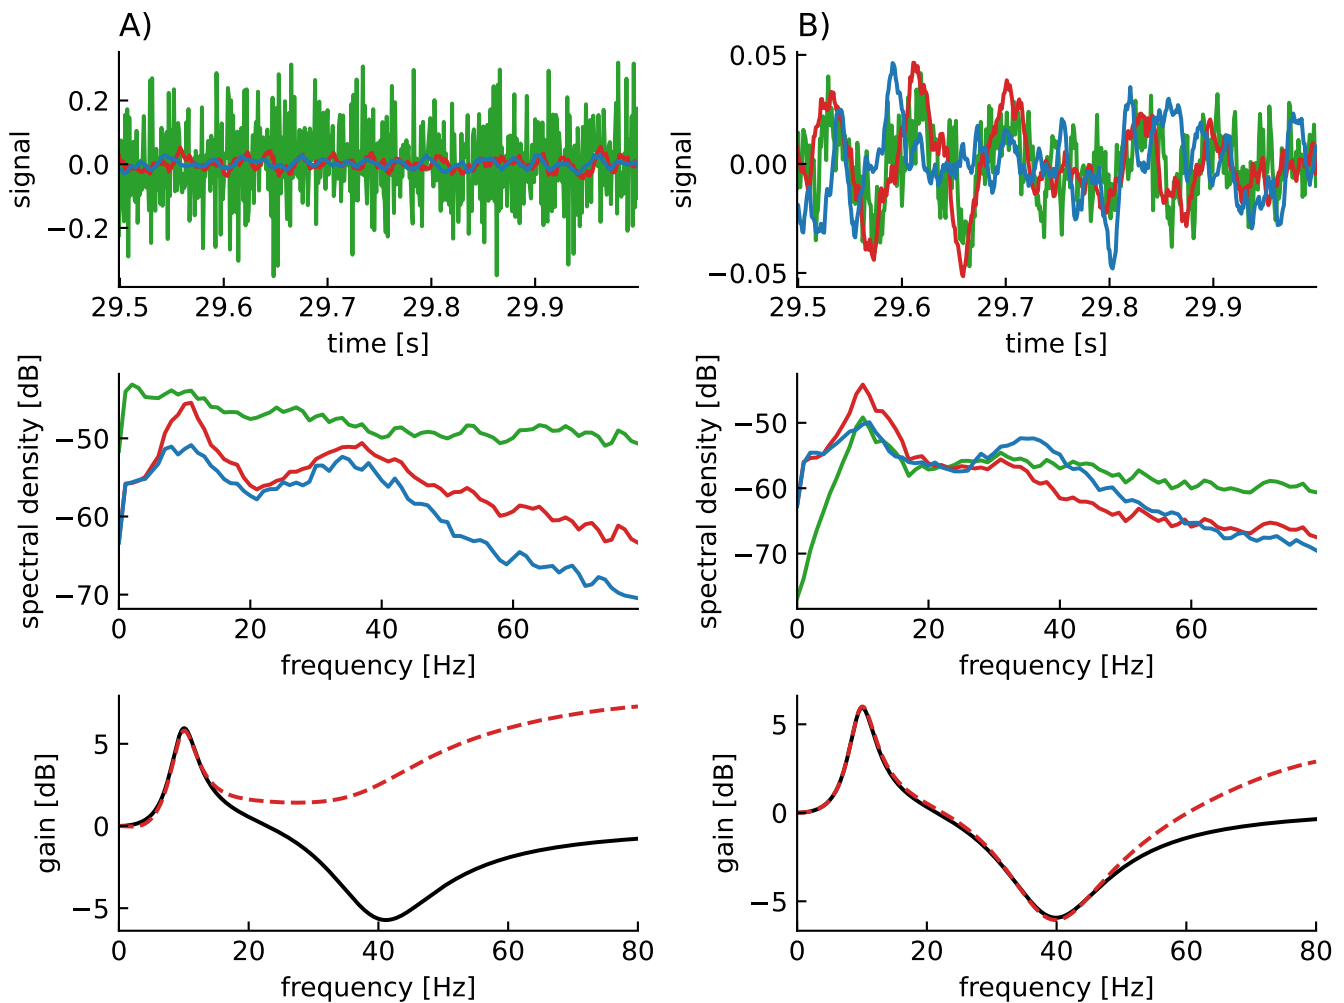 A)
B)
signal
0.2
0.0
−0.2
29.5 29.6 29.7 29.8 29.9
time [s]
signal
0.05
0.00
−0.05
29.5 29.6 29.7 29.8 29.9
time [s]
spectral density [dB]
−50
−60
−70
0 20 40 60
frequency [Hz]
spectral density [dB]
−50
−60
−70
0 20 40 60
frequency [Hz]
gain [dB]
5
0
−5
0 20 40 60 80
frequency [Hz]
gain [dB]
5
0
−5
0 20 40 60 80
frequency [Hz]